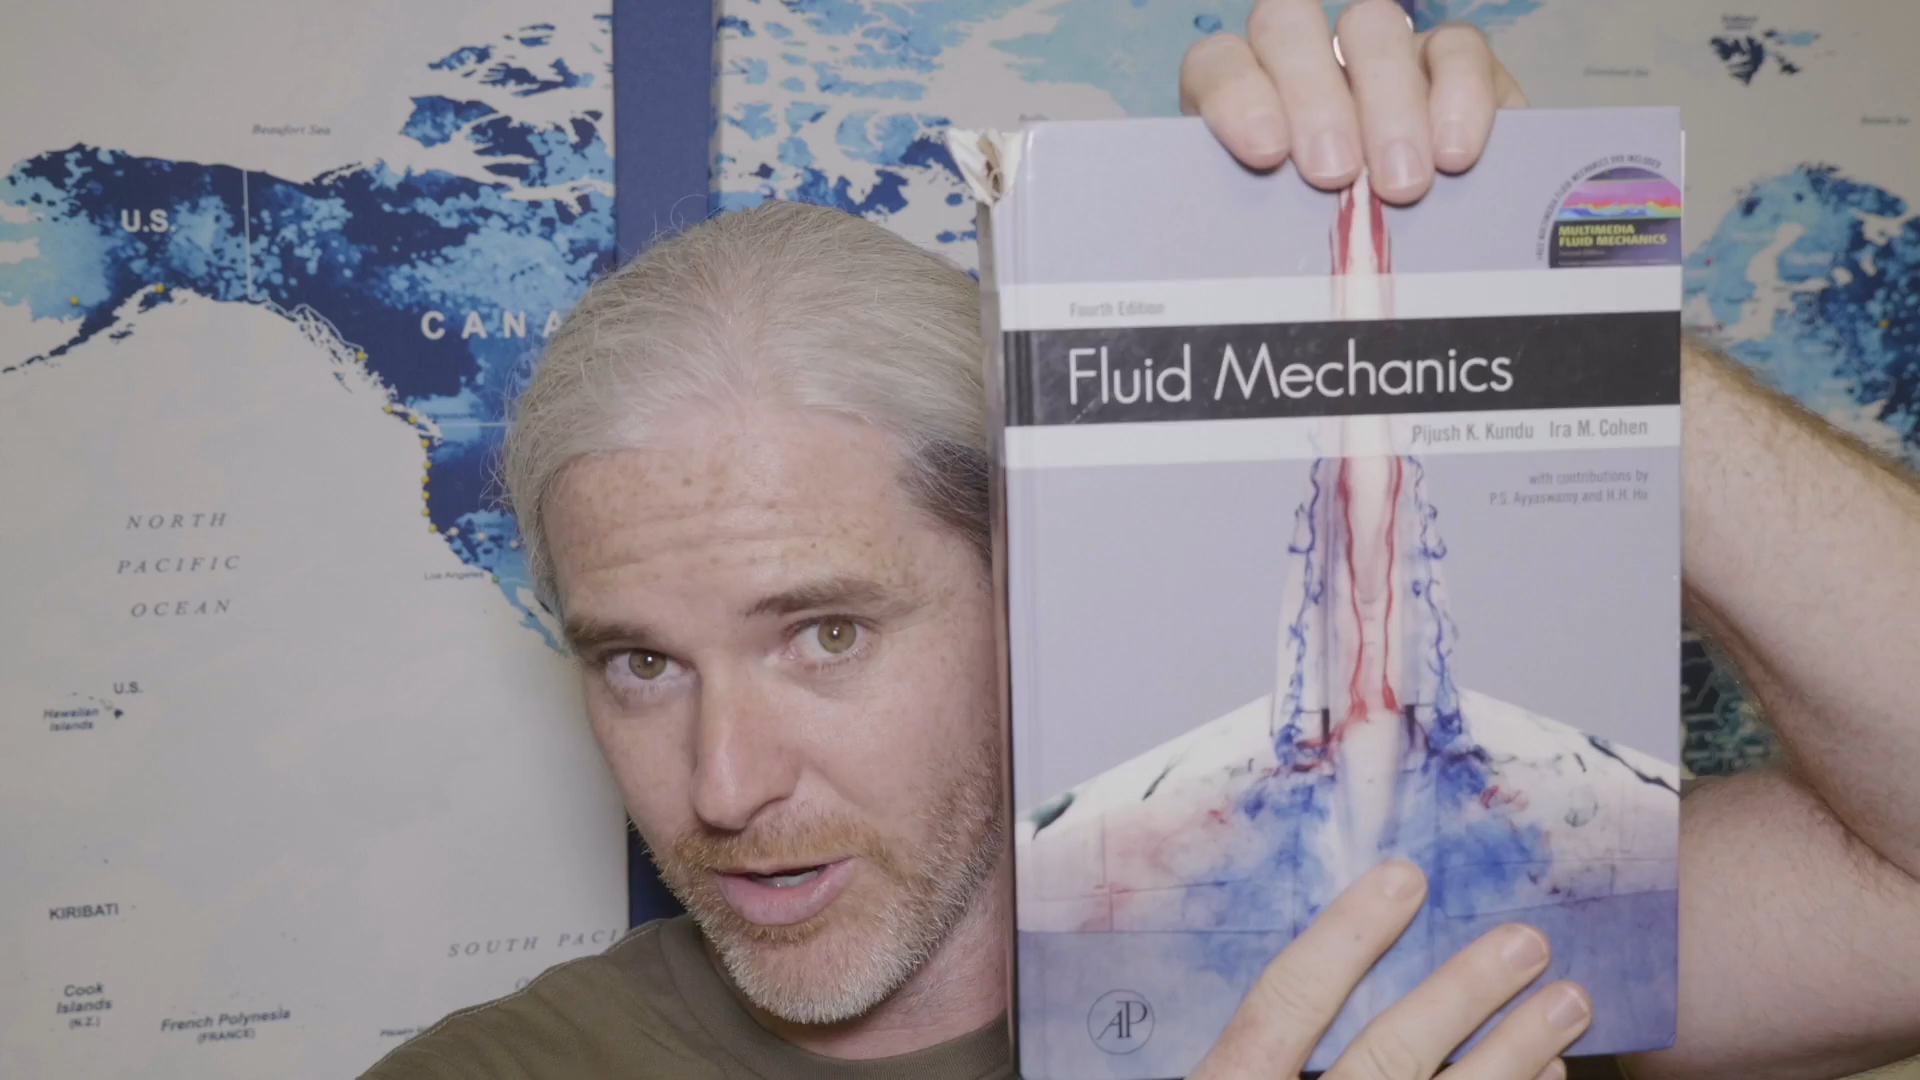 Beaufort Sea
U.S.
CANA
NORTH
PACIFIC
OCEAN
Los Angeles
U.S.
Hawaiian
Islands
KIRIBATI
SOUTH PACI
O
Cook
Islands
(N.Z.)
French Polynesia
(FRANCE)
MULTIMEDIA
FLUID MECHANICS
Fourth Edition
Fluid Mechanics
Pijush K. Kundu Ira M. Cohen
with contributions by
P.S. Ayyaswamy and H.H. Hu
AP